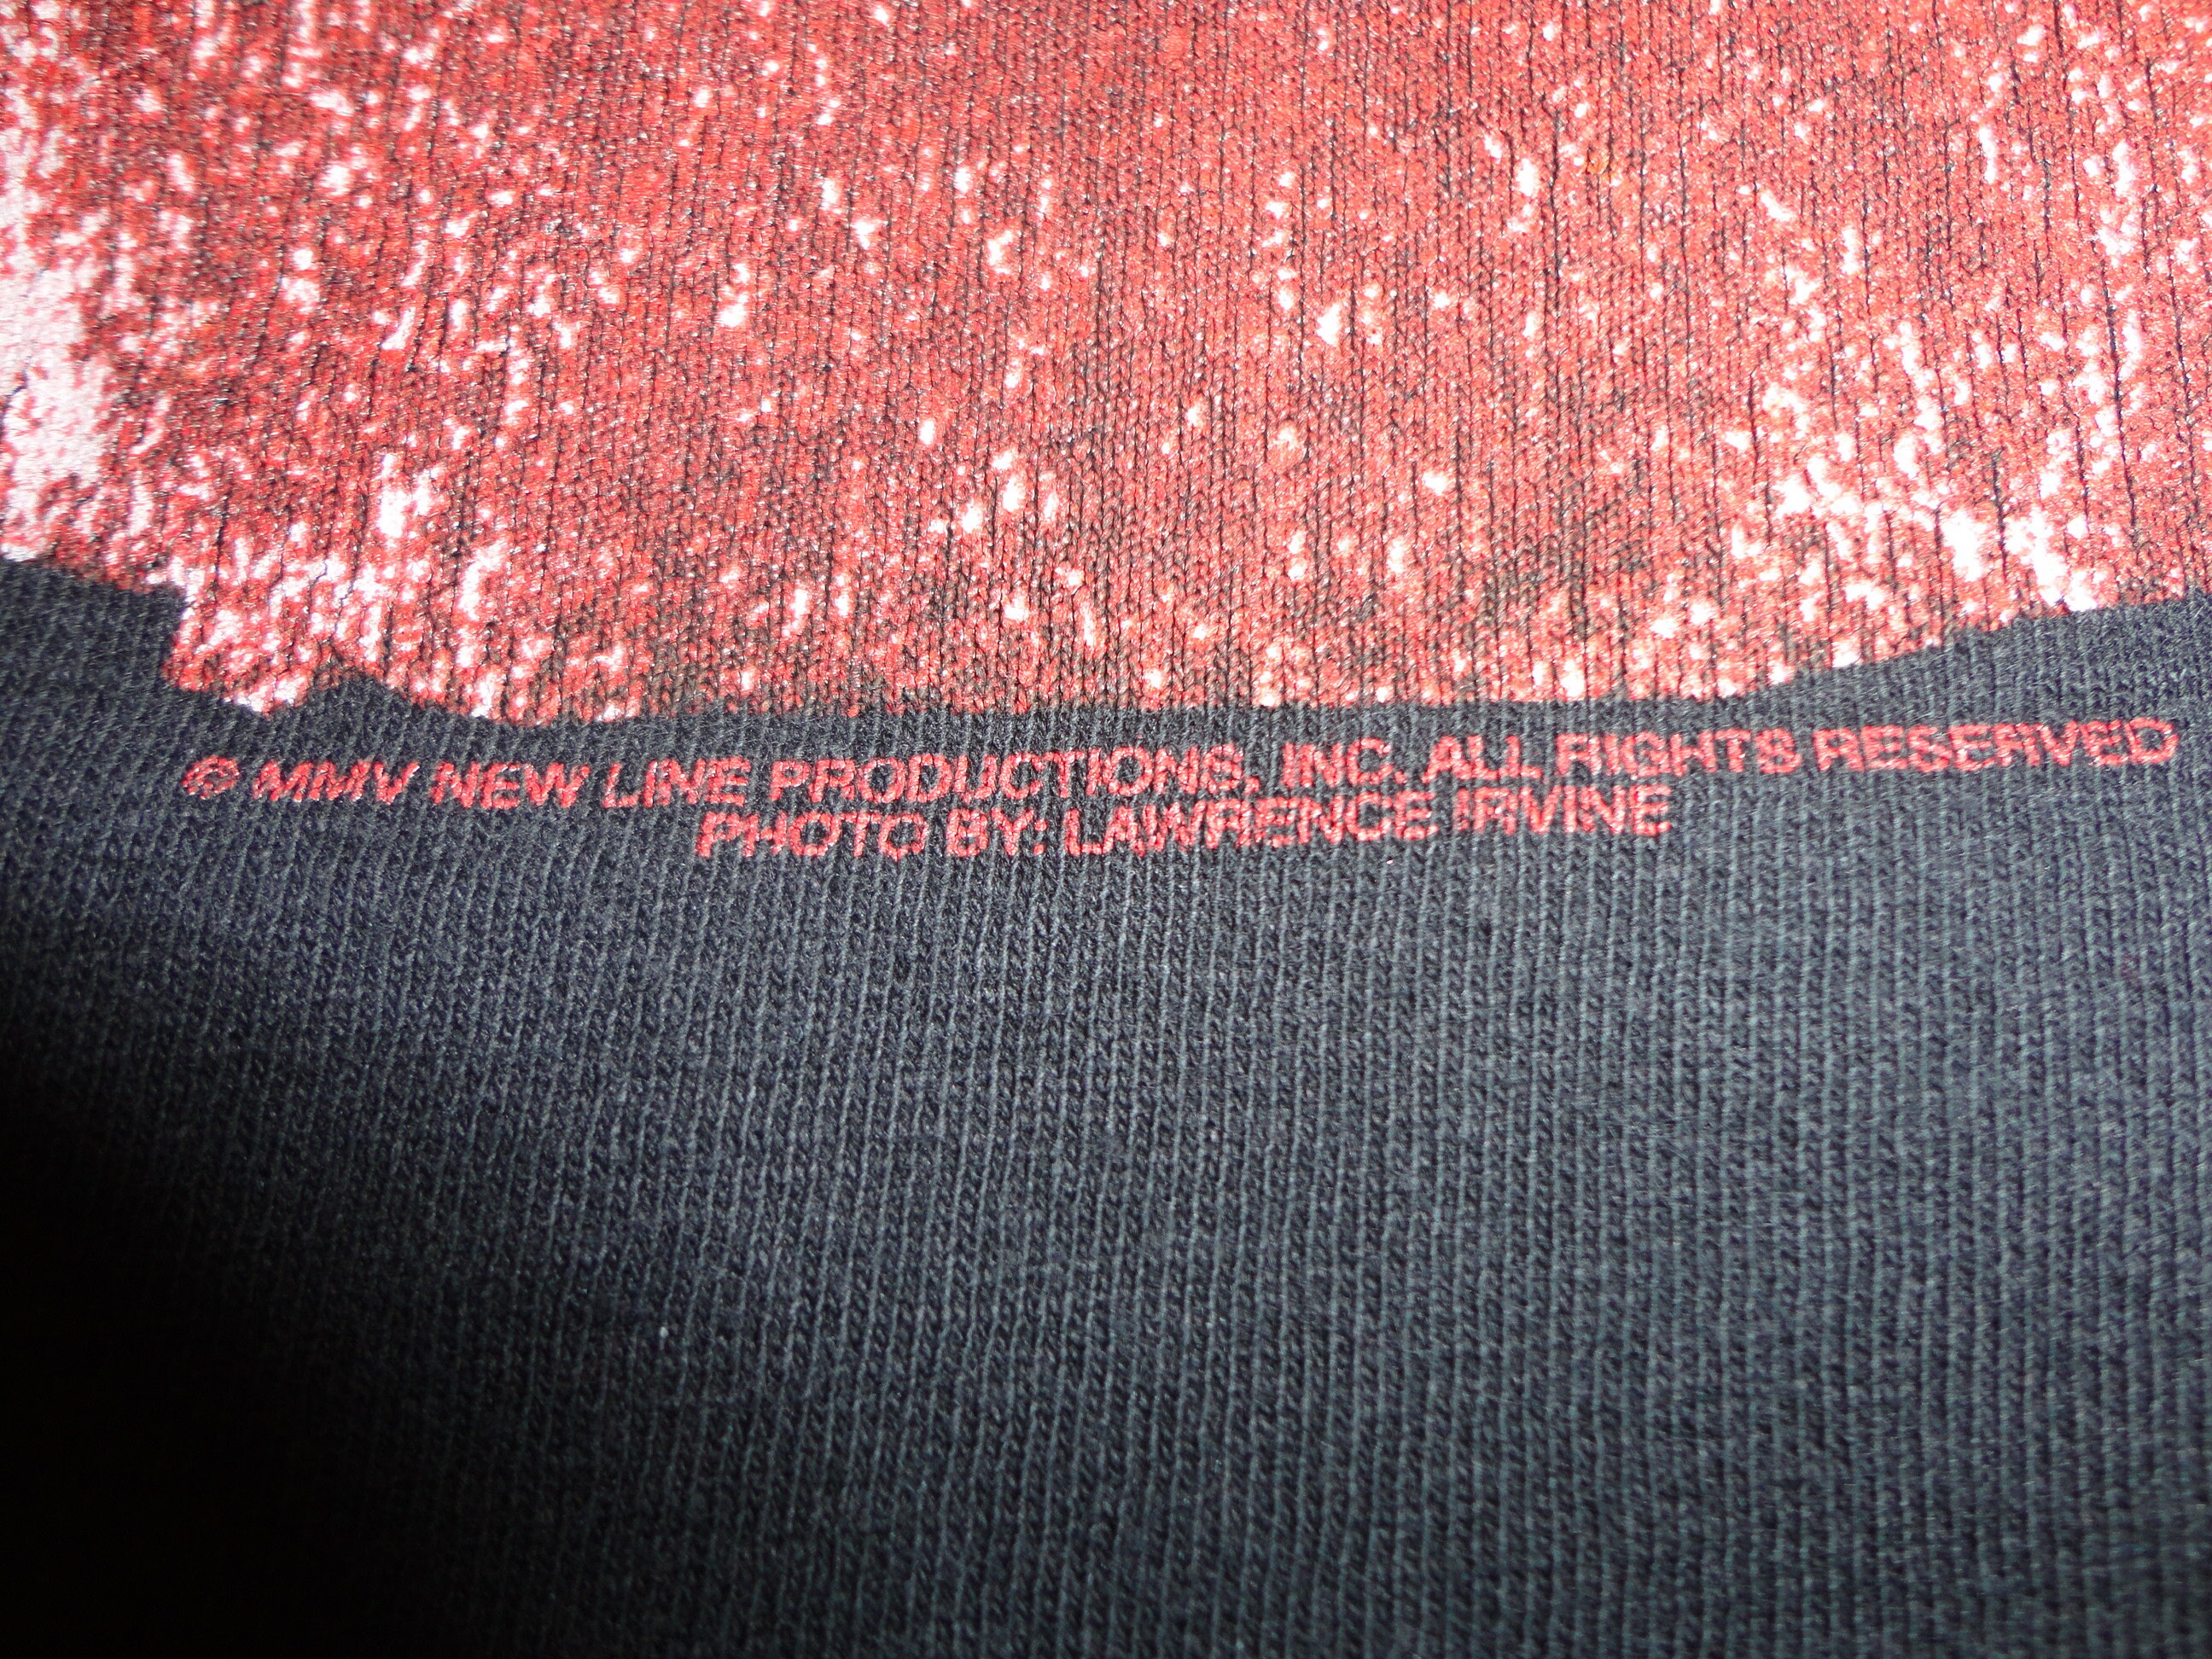 © MMV NEW LINE PRODUCTIONS, INC. ALL RIGHTS RESERVED
PHOTO BY: LAWRENCE IRVINE